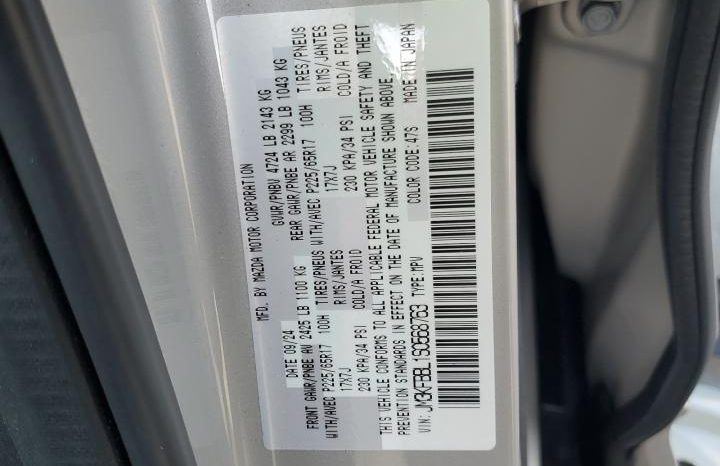 MFD. BY MAZDA MOTOR CORPORATION
DATE 09/24 GVWR/PNBV 4724 LB 2143 KG
FRONT GAWR/PNBE AV 2425 LB 1100 KG REAR GAWR/PNBE AR 2299 LB 1043 KG
WITH/AVEC P225/65R17 100H TIRES/PNEUS WITH/AVEC P225/65R17 100H TIRES/PNEUS
17X7J RIMS/JANTES 17X7J RIMS/JANTES
230 KPA/34 PSI COLD/A FROID 230 KPA/34 PSI COLD/A FROID
THIS VEHICLE CONFORMS TO ALL APPLICABLE FEDERAL MOTOR VEHICLE SAFETY AND THEFT
PREVENTION STANDARDS IN EFFECT ON THE DATE OF MANUFACTURE SHOWN ABOVE.
VIN: JM3KFBBL1S0568763 TYPE:MPV COLOR CODE:47S MADE IN JAPAN